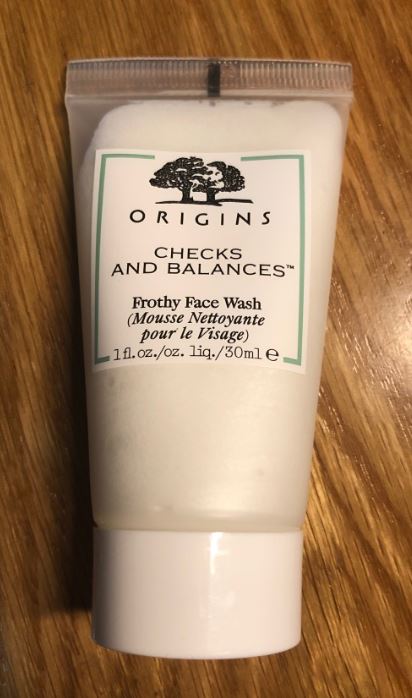 ORIGINS
CHECKS
AND BALANCES™
Frothy Face Wash
(Mousse Nettoyante
pour le Visage)
1 fl.oz./oz. liq./30ml ℮